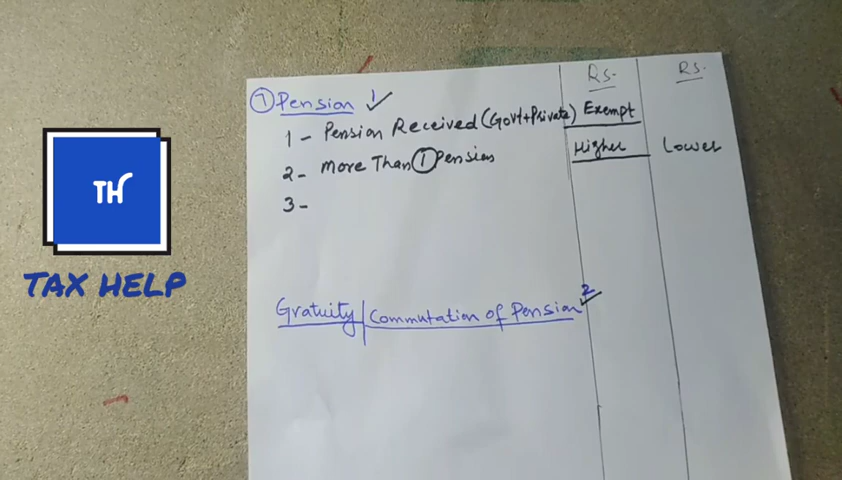 Rs. Rs.
7 Pension 1
1 - Pension Received (Govt+Private) Exempt
2 - More Than 1 Pension Higher Lower
3 -
TH
TAX HELP
2
Gratuity | Commutation of Pension